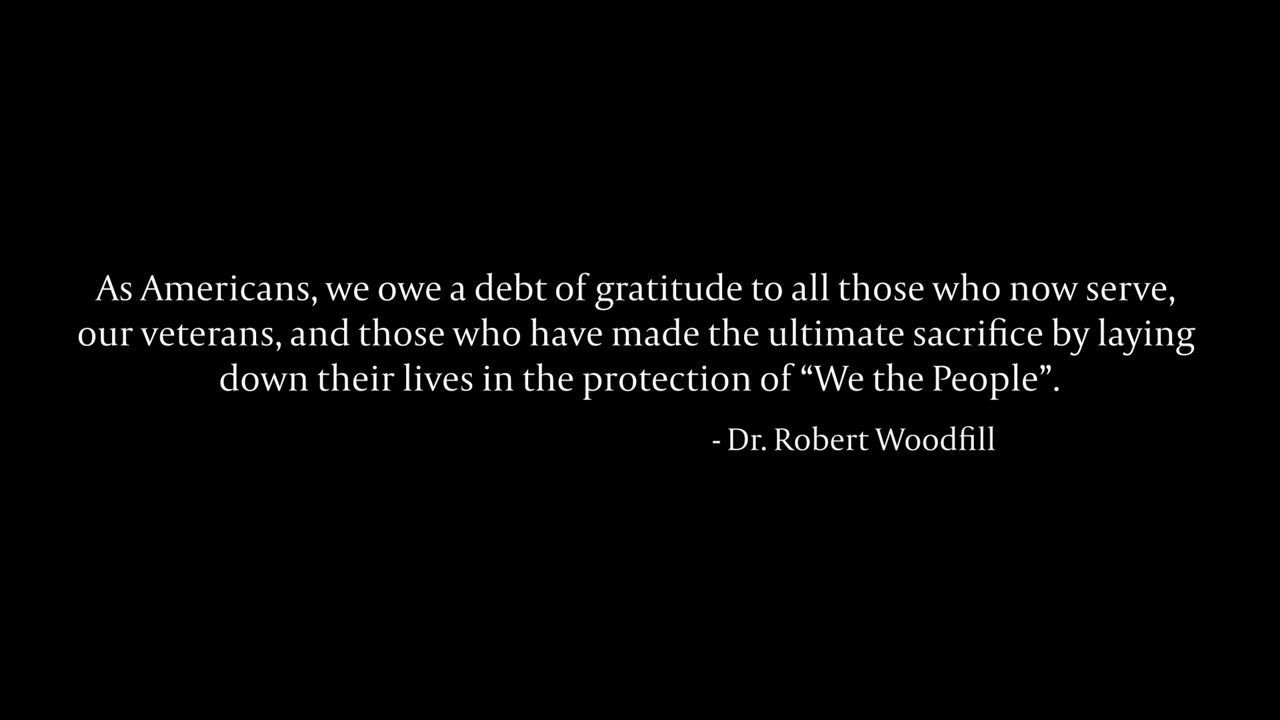 As Americans, we owe a debt of gratitude to all those who now serve,
our veterans, and those who have made the ultimate sacrifice by laying
down their lives in the protection of “We the People”.
- Dr. Robert Woodfill